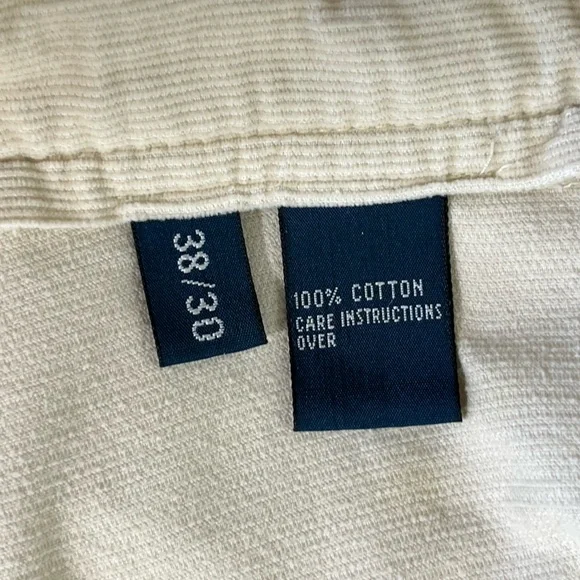 38/30
100% COTTON
CARE INSTRUCTIONS
OVER